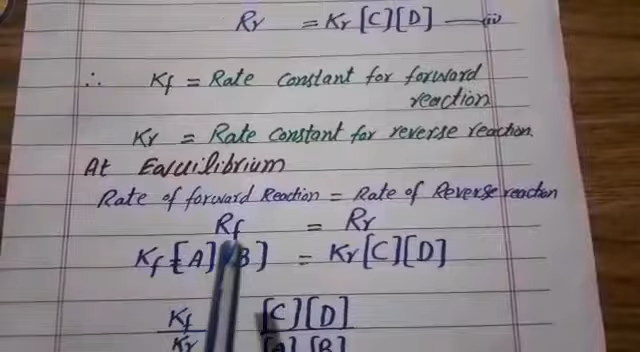 Rr = Kr [C][D] —(ii)
∴ Kf = Rate Constant for forward
reaction
Kr = Rate Constant for reverse reaction.
At Equilibrium
Rate of forward Reaction = Rate of Reverse reaction
Rf = Rr
Kf [A] B] = Kr [C][D]
Kf [C][D]
Kr [A][B]